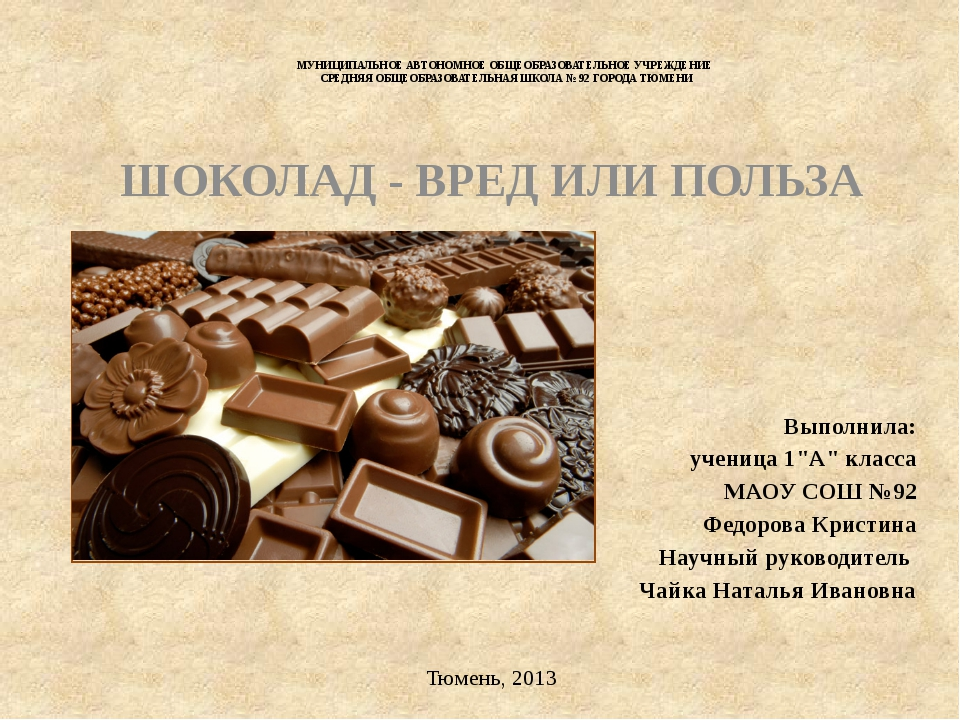 МУНИЦИПАЛЬНОЕ АВТОНОМНОЕ ОБЩЕОБРАЗОВАТЕЛЬНОЕ УЧРЕЖДЕНИЕ
СРЕДНЯЯ ОБЩЕОБРАЗОВАТЕЛЬНАЯ ШКОЛА № 92 ГОРОДА ТЮМЕНИ
ШОКОЛАД - ВРЕД ИЛИ ПОЛЬЗА
Выполнила:
ученица 1"А" класса
МАОУ СОШ №92
Федорова Кристина
Научный руководитель
Чайка Наталья Ивановна
Тюмень, 2013